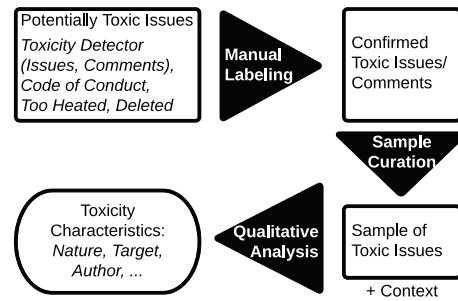 Potentially Toxic Issues
Toxicity Detector
(Issues, Comments),
Code of Conduct,
Too Heated, Deleted
Manual
Labeling
Confirmed
Toxic Issues/
Comments
Sample
Curation
Sample of
Toxic Issues
+ Context
Qualitative
Analysis
Toxicity
Characteristics:
Nature, Target,
Author, ...